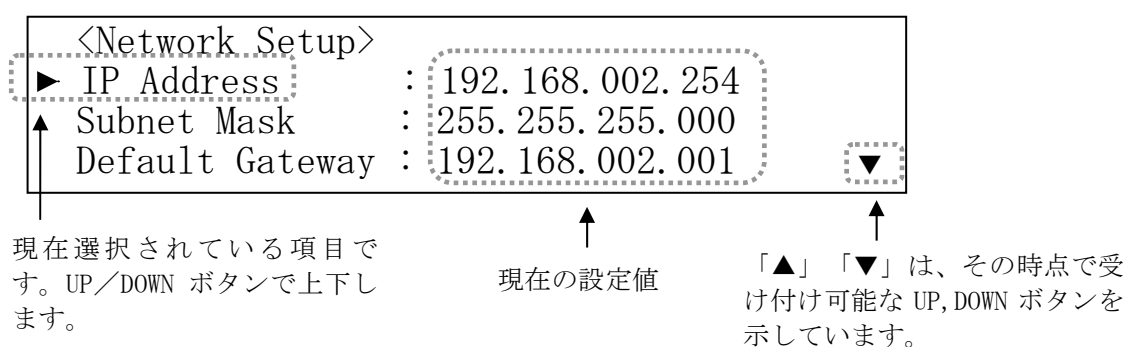 <Network Setup>
► IP Address : 192.168.002.254
Subnet Mask : 255.255.255.000
Default Gateway : 192.168.002.001 ▼
現在選択されている項目で
す。UP／DOWN ボタンで上下し
ます。
現在の設定値
「▲」「▼」は、その時点で受
け付け可能な UP,DOWN ボタンを
示しています。